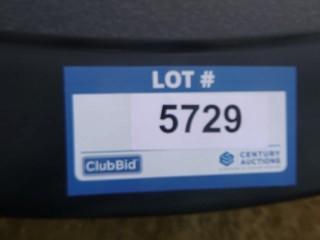 LOT #
5729
ClubBid
CENTURY
AUCTIONS